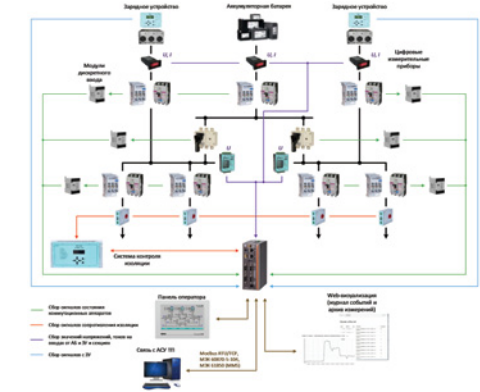 Зарядное устройство
Аккумуляторная батарея
Зарядное устройство
U, I
U, I
U, I
Модули
дискретного
ввода
Цифровые
измерительные
приборы
U
U
Система контроля
изоляции
Сбор сигналов состояния
коммутационных аппаратов
Сбор сигналов сопротивления изоляции
Сбор значений напряжений, токов на
вводах от АБ и ЗУ и секциях
Сбор сигналов с ЗУ
Панель оператора
Web-визуализация
(журнал событий и
архив измерений)
Связь с АСУ ТП
Modbus RTU/TCP,
МЭК 60870-5-104,
МЭК 61850 (MMS)